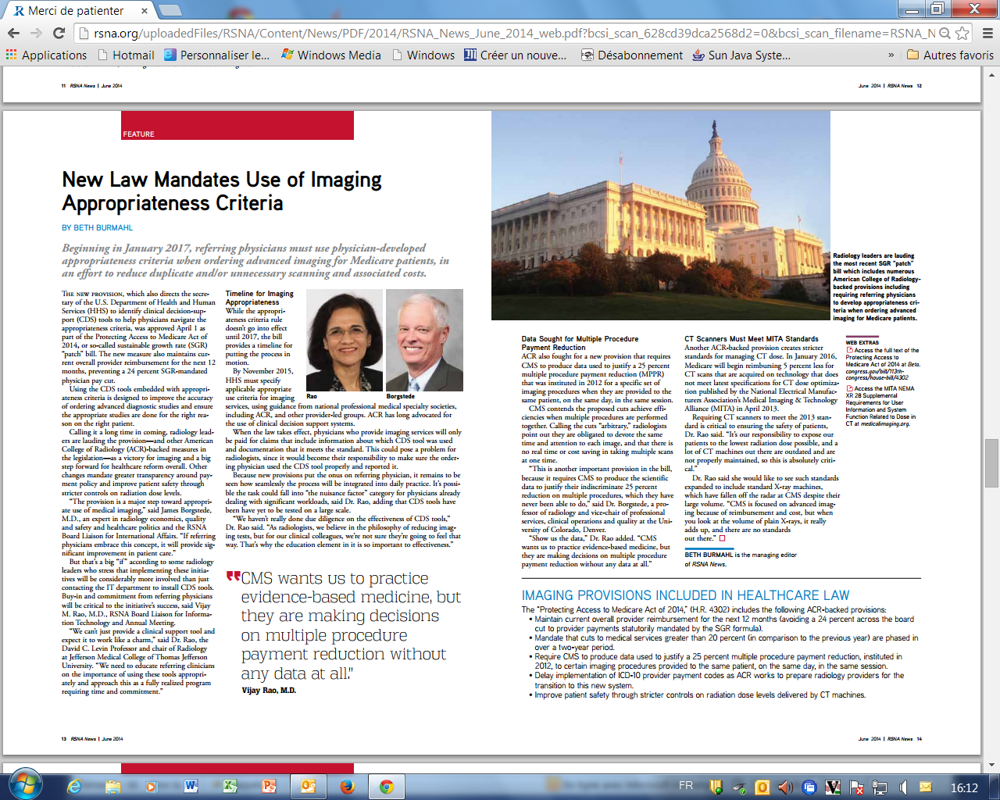 Merci de patienter
rsna.org/uploadedFiles/RSNA/Content/News/PDF/2014/RSNA_News_June_2014_web.pdf?bcsi_scan_628cd39dca2568d2=0&bcsi_scan_filename=RSNA_N
Applications Hotmail Personnaliser le... Windows Media Windows Créer un nouve... Désabonnement Sun Java Syste... » Autres favoris
11 RSNA News | June 2014
June 2014 | RSNA News 12
FEATURE
New Law Mandates Use of Imaging
Appropriateness Criteria
BY BETH BURMAHL
Beginning in January 2017, referring physicians must use physician-developed
appropriateness criteria when ordering advanced imaging for Medicare patients, in
an effort to reduce duplicate and/or unnecessary scanning and associated costs.
THE NEW PROVISION, which also directs the secre-
tary of the U.S. Department of Health and Human
Services (HHS) to identify clinical decision-sup-
port (CDS) tools to help physicians navigate the
appropriateness criteria, was approved April 1 as
part of the Protecting Access to Medicare Act of
2014, or so-called sustainable growth rate (SGR)
"patch" bill. The new measure also maintains cur-
rent overall provider reimbursement for the next 12
months, preventing a 24 percent SGR-mandated
physician pay cut.
Using the CDS tools embedded with appropri-
ateness criteria is designed to improve the accuracy
of ordering advanced diagnostic studies and ensure
the appropriate studies are done for the right rea-
son on the right patient.
Calling it a long time in coming, radiology lead-
ers are lauding the provision—and other American
College of Radiology (ACR)-backed measures in
the legislation—as a victory for imaging and a big
step forward for healthcare reform overall. Other
changes mandate greater transparency around pay-
ment policy and improve patient safety through
stricter controls on radiation dose levels.
"The provision is a major step toward appropri-
ate use of medical imaging," said James Borgstede,
M.D., an expert in radiology economics, quality
and safety and healthcare politics and the RSNA
Board Liaison for International Affairs. "If referring
physicians embrace this concept, it will provide sig-
nificant improvement in patient care."
But that's a big "if" according to some radiology
leaders who stress that implementing these initia-
tives will be considerably more involved than just
contacting the IT department to install CDS tools.
Buy-in and commitment from referring physicians
will be critical to the initiative's success, said Vijay
M. Rao, M.D., RSNA Board Liaison for Informa-
tion Technology and Annual Meeting.
"We can't just provide a clinical support tool and
expect it to work like a charm," said Dr. Rao, the
David C. Levin Professor and chair of Radiology
at Jefferson Medical College of Thomas Jefferson
University. "We need to educate referring clinicians
on the importance of using these tools appropri-
ately and approach this as a fully realized program
requiring time and commitment."
Timeline for Imaging
Appropriateness
While the appropri-
ateness criteria rule
doesn't go into effect
until 2017, the bill
provides a timeline for
putting the process in
motion.
By November 2015,
HHS must specify
applicable appropriate
use criteria for imaging
services, using guidance from national professional medical specialty societies,
including ACR, and other provider-led groups. ACR has long advocated for
the use of clinical decision support systems.
When the law takes effect, physicians who provide imaging services will only
be paid for claims that include information about which CDS tool was used
and documentation that it meets the standard. This could pose a problem for
radiologists, since it would become their responsibility to make sure the order-
ing physician used the CDS tool properly and reported it.
Because new provisions put the onus on referring physician, it remains to be
seen how seamlessly the process will be integrated into daily practice. It's possi-
ble the task could fall into "the nuisance factor" category for physicians already
dealing with significant workloads, said Dr. Rao, adding that CDS tools have
been have yet to be tested on a large scale.
"We haven't really done due diligence on the effectiveness of CDS tools,"
Dr. Rao said. "As radiologists, we believe in the philosophy of reducing imag-
ing tests, but for our clinical colleagues, we're not sure they're going to feel that
way. That's why the education element in it is so important to effectiveness."
Rao
Borgstede
"CMS wants us to practice
evidence-based medicine, but
they are making decisions
on multiple procedure
payment reduction without
any data at all."
Vijay Rao, M.D.
13 RSNA News | June 2014
Radiology leaders are lauding
the most recent SGR "patch"
bill which includes numerous
American College of Radiology-
backed provisions including
requiring referring physicians
to develop appropriateness cri-
teria when ordering advanced
imaging for Medicare patients.
Data Sought for Multiple Procedure
Payment Reduction
ACR also fought for a new provision that requires
CMS to produce data used to justify a 25 percent
multiple procedure payment reduction (MPPR)
that was instituted in 2012 for a specific set of
imaging procedures when they are provided to the
same patient, on the same day, in the same session.
CMS contends the proposed cuts achieve effi-
ciencies when multiple procedures are performed
together. Calling the cuts "arbitrary," radiologists
point out they are obligated to devote the same
time and attention to each image, and that there is
no real time or cost saving in taking multiple scans
at one time.
"This is another important provision in the bill,
because it requires CMS to produce the scientific
data to justify their indiscriminate 25 percent
reduction on multiple procedures, which they have
never been able to do," said Dr. Borgstede, a pro-
fessor of radiology and vice-chair of professional
services, clinical operations and quality at the Uni-
versity of Colorado, Denver.
"Show us the data," Dr. Rao added. "CMS
wants us to practice evidence-based medicine, but
they are making decisions on multiple procedure
payment reduction without any data at all."
CT Scanners Must Meet MITA Standards
Another ACR-backed provision creates stricter
standards for managing CT dose. In January 2016,
Medicare will begin reimbursing 5 percent less for
CT scans that are acquired on technology that does
not meet latest specifications for CT dose optimiza-
tion published by the National Electrical Manufac-
turers Association's Medical Imaging & Technology
Alliance (MITA) in April 2013.
Requiring CT scanners to meet the 2013 stan-
dard is critical to ensuring the safety of patients,
Dr. Rao said. "It's our responsibility to expose our
patients to the lowest radiation dose possible, and a
lot of CT machines out there are outdated and are
not properly maintained, so this is absolutely criti-
cal."
Dr. Rao said she would like to see such standards
expanded to include standard X-ray machines,
which have fallen off the radar at CMS despite their
large volume. "CMS is focused on advanced imag-
ing because of reimbursement and cost, but when
you look at the volume of plain X-rays, it really
adds up, and there are no standards
out there."
BETH BURMAHL is the managing editor
of RSNA News.
WEB EXTRAS
Access the full text of the
Protecting Access to
Medicare Act of 2014 at Beta.
congress.gov/bill/113th-
congress/house-bill/4302
Access the MITA NEMA
XR 28 Supplemental
Requirements for User
Information and System
Function Related to Dose in
CT at medicalimaging.org.
IMAGING PROVISIONS INCLUDED IN HEALTHCARE LAW
The "Protecting Access to Medicare Act of 2014," (H.R. 4302) includes the following ACR-backed provisions:
• Maintain current overall provider reimbursement for the next 12 months (avoiding a 24 percent across the board
cut to provider payments statutorily mandated by the SGR formula).
• Mandate that cuts to medical services greater than 20 percent (in comparison to the previous year) are phased in
over a two-year period.
• Require CMS to produce data used to justify a 25 percent multiple procedure payment reduction, instituted in
2012, to certain imaging procedures provided to the same patient, on the same day, in the same session.
• Delay implementation of ICD-10 provider payment codes as ACR works to prepare radiology providers for the
transition to this new system.
• Improve patient safety through stricter controls on radiation dose levels delivered by CT machines.
June 2014 | RSNA News 14
FR
16:12